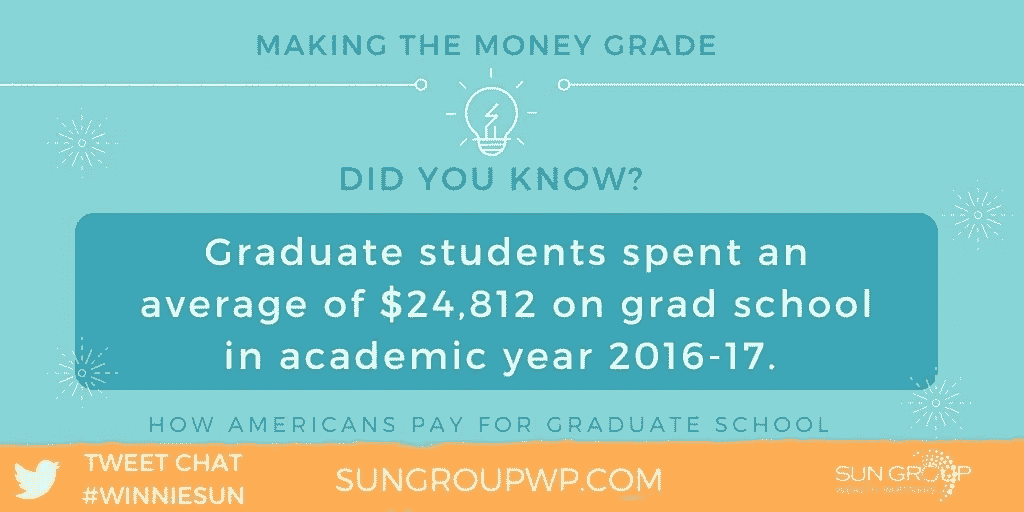 MAKING THE MONEY GRADE
DID YOU KNOW?
Graduate students spent an
average of $24,812 on grad school
in academic year 2016-17.
HOW AMERICANS PAY FOR GRADUATE SCHOOL
TWEET CHAT
#WINNIESUN
SUNGROUPWP.COM
SUN GROUP